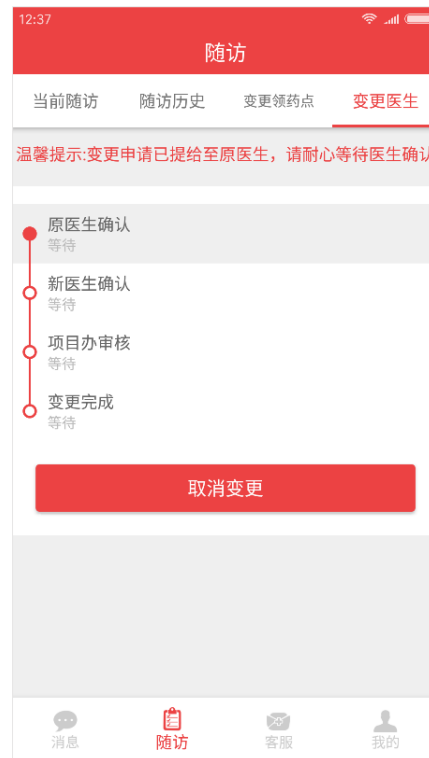 12:37
随访
当前随访 随访历史 变更领药点 变更医生
温馨提示:变更申请已提给至原医生，请耐心等待医生确认
原医生确认
等待
新医生确认
等待
项目办审核
等待
变更完成
等待
取消变更
消息 随访 客服 我的